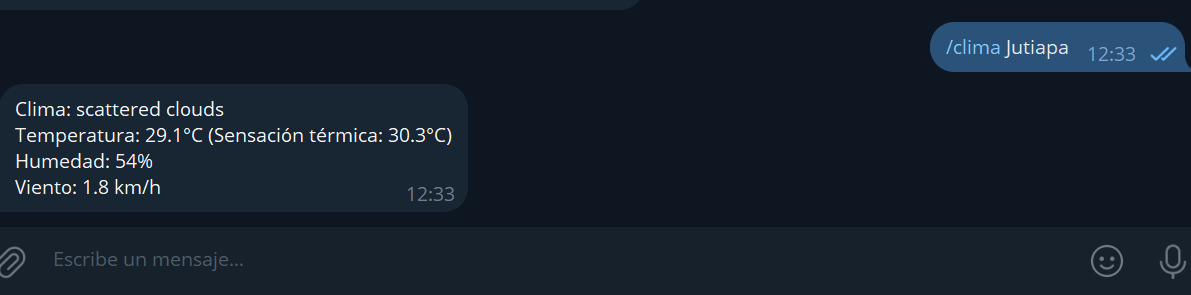 /clima Jutiapa 12:33
Clima: scattered clouds
Temperatura: 29.1°C (Sensación térmica: 30.3°C)
Humedad: 54%
Viento: 1.8 km/h
12:33
Escribe un mensaje...